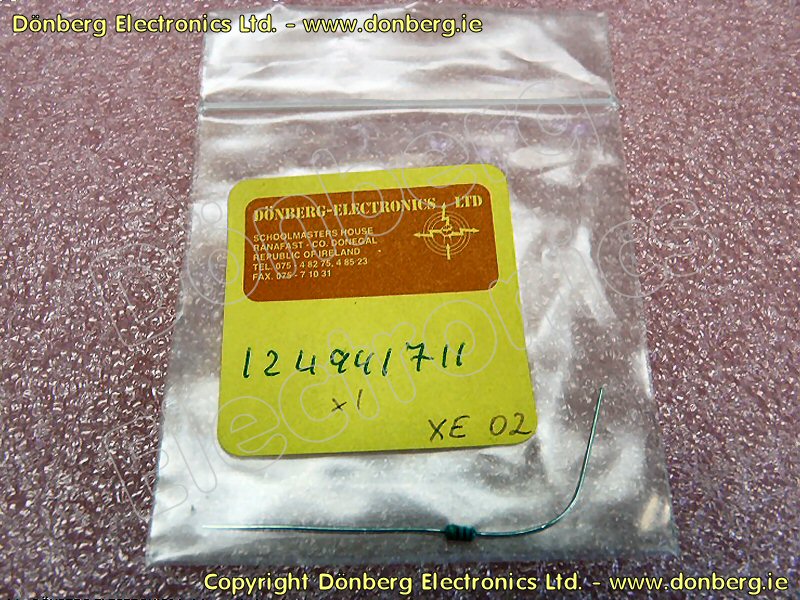 Dönberg Electronics Ltd. - www.donberg.ie
DÖNBERG-ELECTRONICS LTD
SCHOOLMASTERS HOUSE
RANAFAST - CO. DONEGAL
REPUBLIC OF IRELAND
TEL. 075 - 4 82 75, 4 85 23
FAX. 075 - 7 10 31
124941711
x1
XE 02
Dönberg
Electronics
Copyright Dönberg Electronics Ltd. - www.donberg.ie